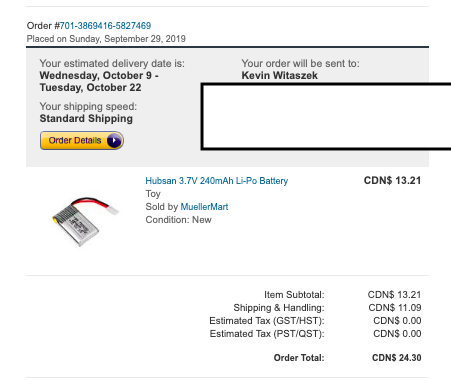 Order #701-3869416-5827469
Placed on Sunday, September 29, 2019
Your estimated delivery date is:
Wednesday, October 9 -
Tuesday, October 22
Your shipping speed:
Standard Shipping
Order Details
Your order will be sent to:
Kevin Witaszek
Hubsan 3.7V 240mAh Li-Po Battery CDN$ 13.21
Toy
Sold by MuellerMart
Condition: New
Item Subtotal: CDN$ 13.21
Shipping & Handling: CDN$ 11.09
Estimated Tax (GST/HST): CDN$ 0.00
Estimated Tax (PST/QST): CDN$ 0.00
Order Total: CDN$ 24.30